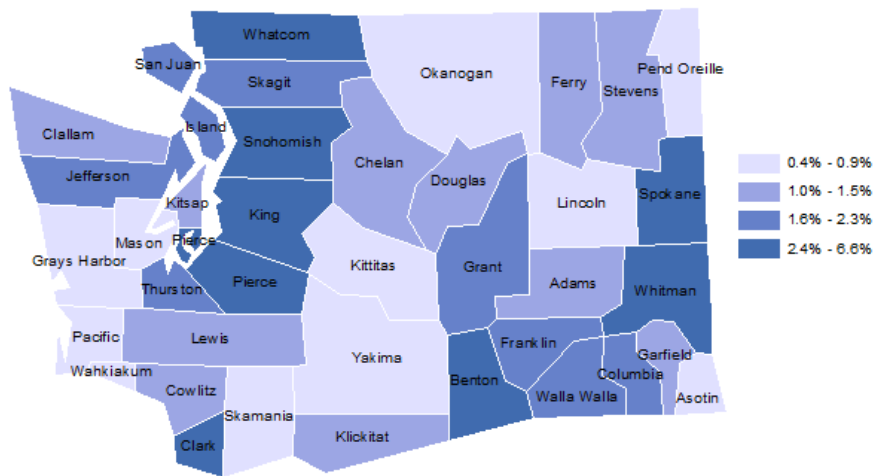 Whatcom
San Juan
Skagit
Okanogan
Ferry
Stevens
Pend Oreille
Island
Clallam
Snohomish
Chelan
Douglas
Jefferson
Kitsap
King
Lincoln
Spokane
Mason
Pierce
Grays Harbor
Kittitas
Grant
Thurston
Pierce
Adams
Whitman
Pacific
Lewis
Yakima
Franklin
Garfield
Wahkiakum
Cowlitz
Benton
Columbia
Walla Walla
Asotin
Skamania
Clark
Klickitat
0.4% - 0.9%
1.0% - 1.5%
1.6% - 2.3%
2.4% - 6.6%